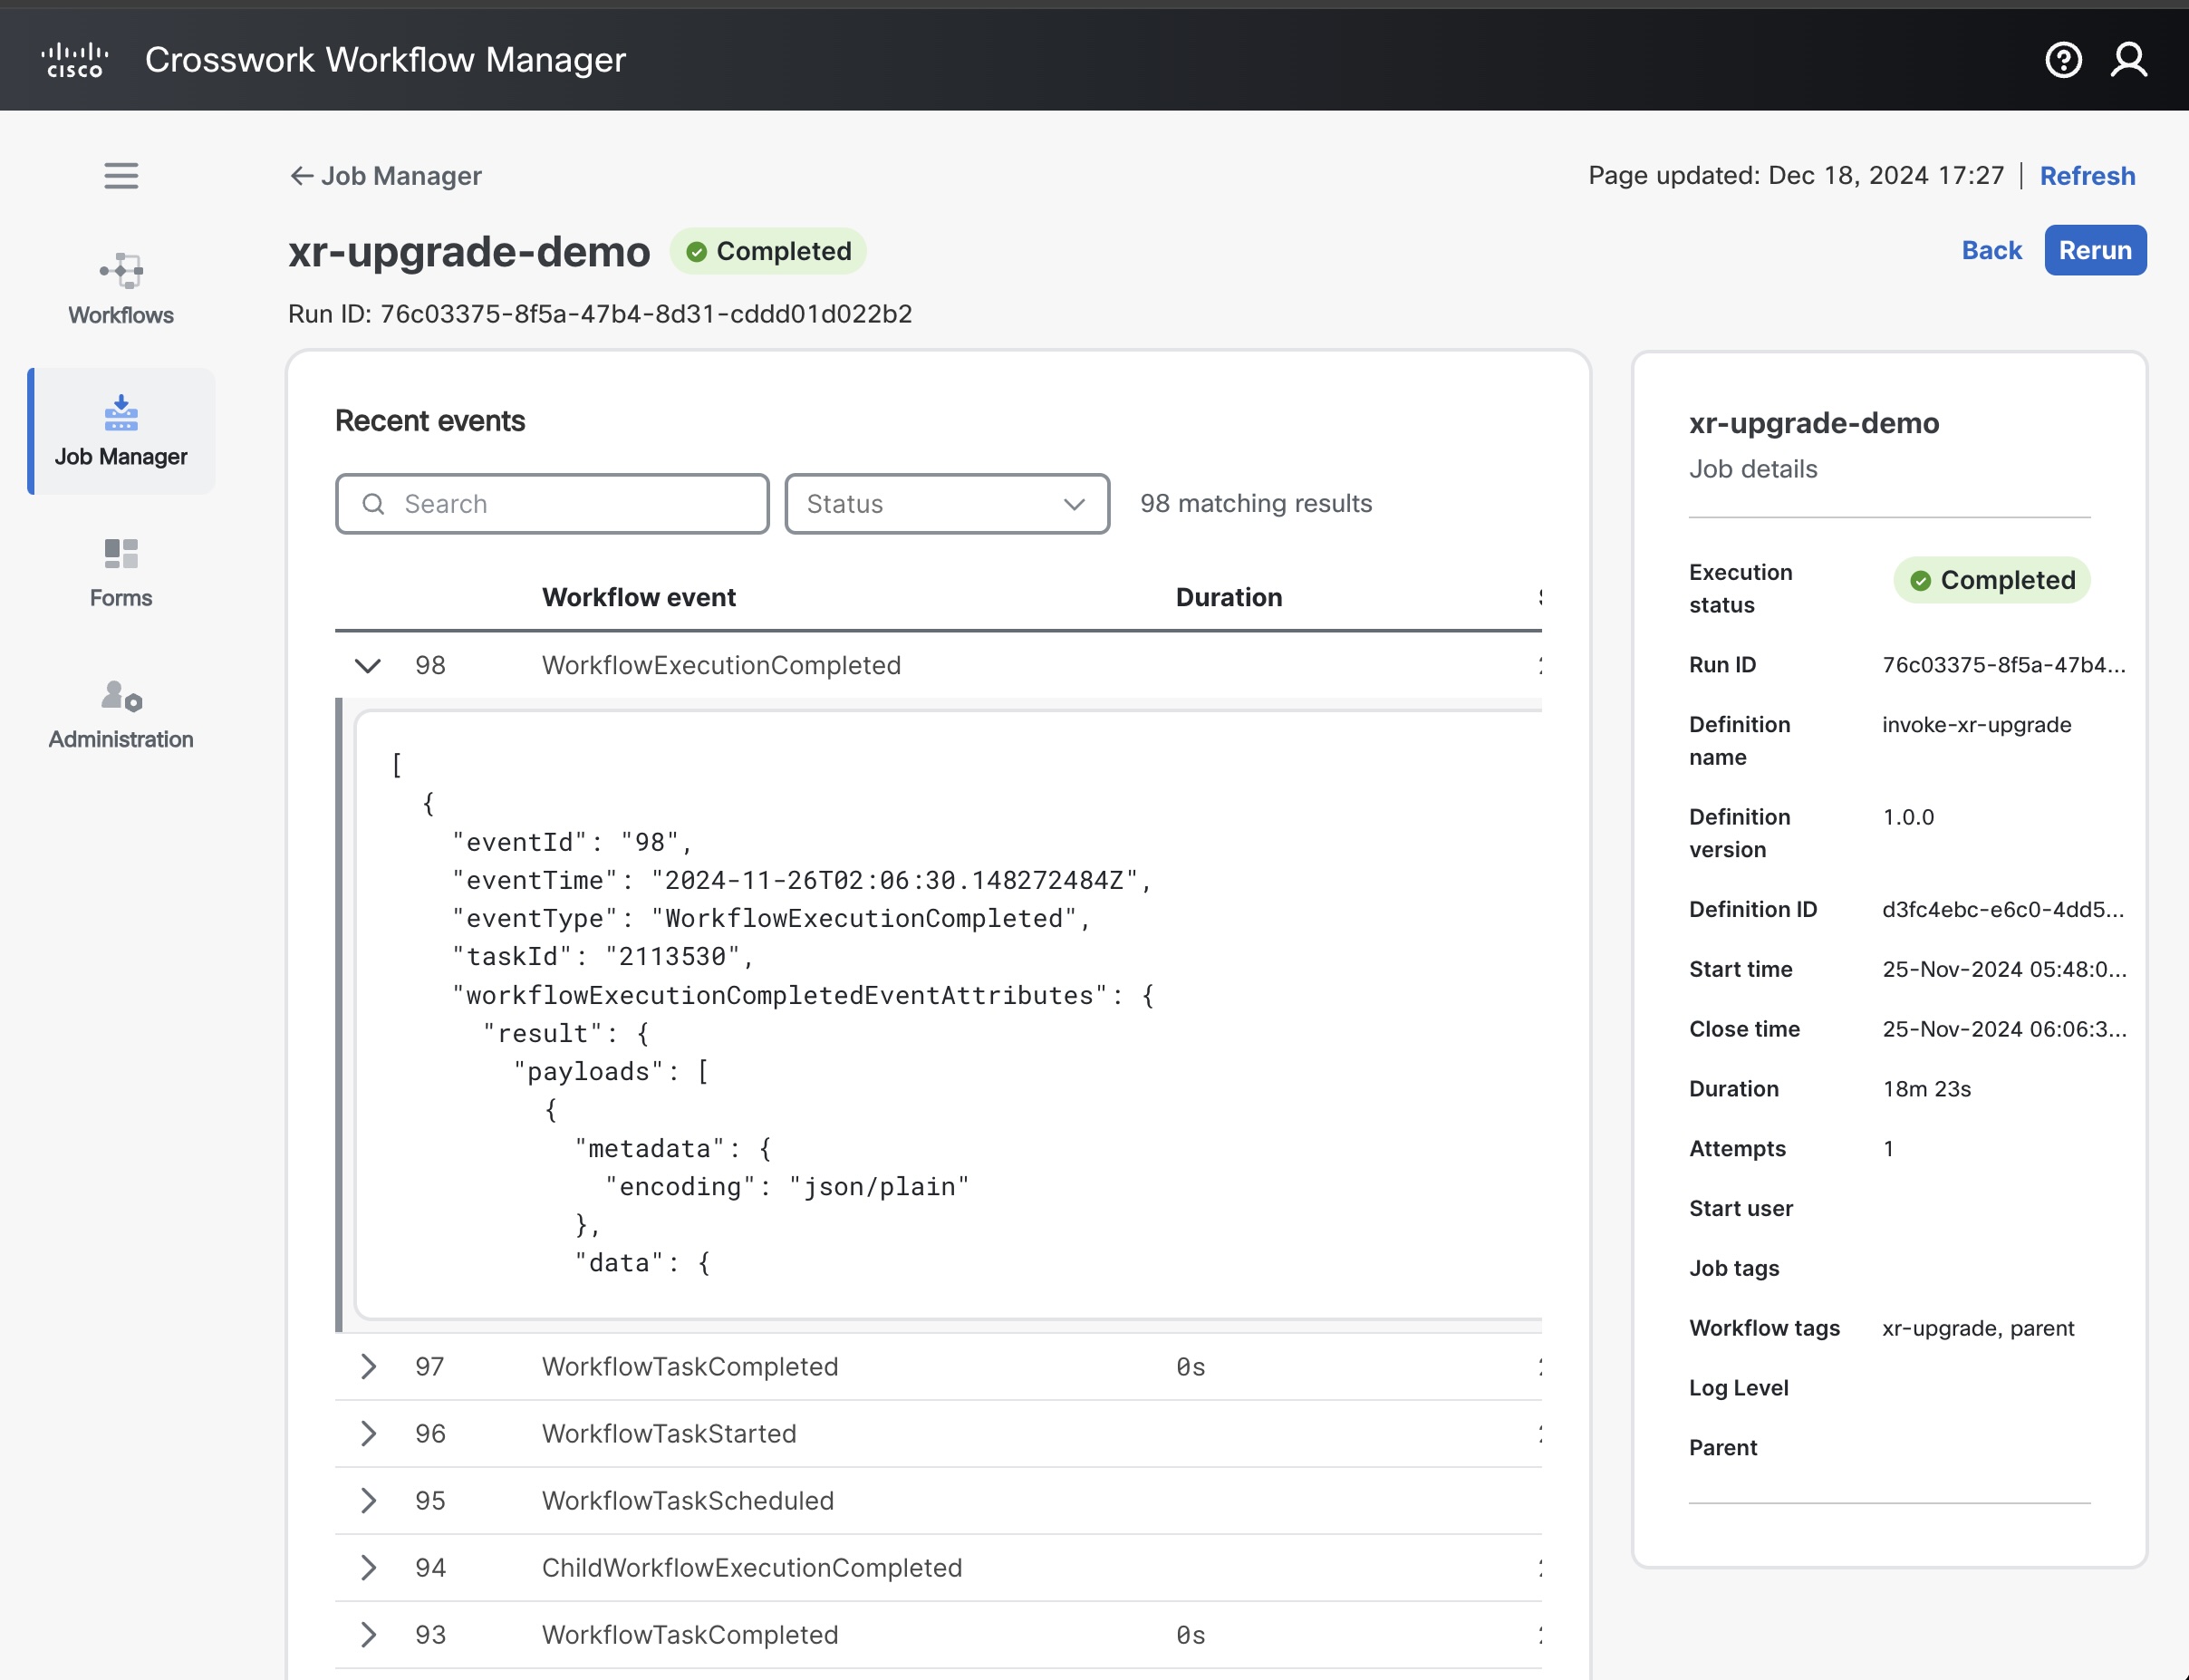 CISCO
Crosswork Workflow Manager
Workflows
Job Manager
Forms
Administration
← Job Manager
Page updated: Dec 18, 2024 17:27 | Refresh
xr-upgrade-demo Completed
Back Rerun
Run ID: 76c03375-8f5a-47b4-8d31-cddd01d022b2
Recent events
Search Status 98 matching results
Workflow event Duration
98 WorkflowExecutionCompleted
[
{
"eventId": "98",
"eventTime": "2024-11-26T02:06:30.148272484Z",
"eventType": "WorkflowExecutionCompleted",
"taskId": "2113530",
"workflowExecutionCompletedEventAttributes": {
"result": {
"payloads": [
{
"metadata": {
"encoding": "json/plain"
},
"data": {
97 WorkflowTaskCompleted 0s
96 WorkflowTaskStarted
95 WorkflowTaskScheduled
94 ChildWorkflowExecutionCompleted
93 WorkflowTaskCompleted 0s
xr-upgrade-demo
Job details
Execution
status
Completed
Run ID 76c03375-8f5a-47b4...
Definition
name
invoke-xr-upgrade
Definition
version
1.0.0
Definition ID d3fc4ebc-e6c0-4dd5...
Start time 25-Nov-2024 05:48:0...
Close time 25-Nov-2024 06:06:3...
Duration 18m 23s
Attempts 1
Start user
Job tags
Workflow tags xr-upgrade, parent
Log Level
Parent